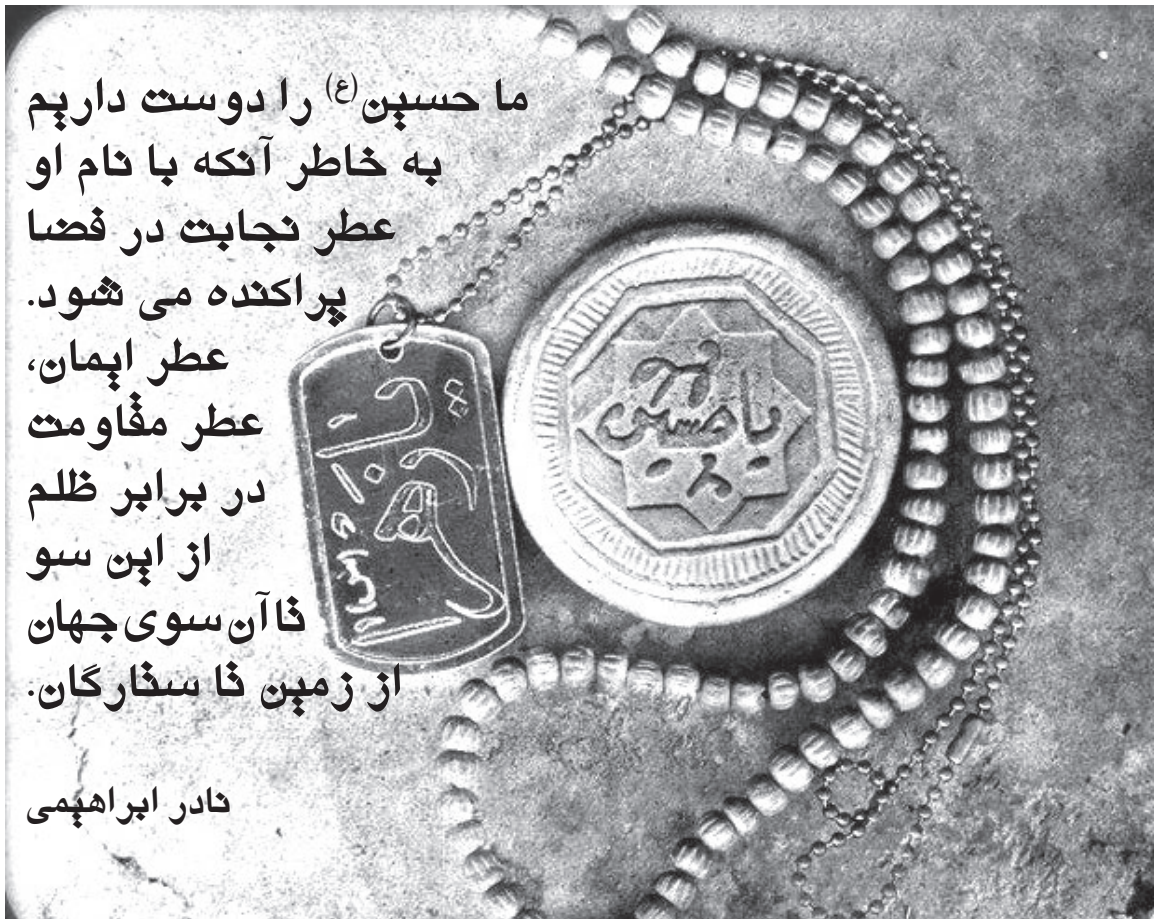 ما حسین(ع) را دوست داریم
به خاطر آنکه با نام او
عطر نجابت در فضا
پراکنده می شود.
عطر ایمان،
عطر مقاومت
در برابر ظلم
از این سو
تا آن سوی جهان
از زمین تا ستارگان.
نادر ابراهیمی
یا حسین